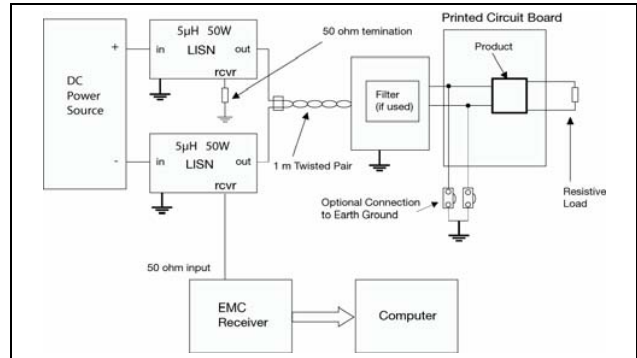 Printed Circuit Board
5µH 50W
LISN
in
out
rcvr
50 ohm temination
Product
+
DC
Power
Source
-
Filter
(if used)
5µH 50W
LISN
in
out
rcvr
1 m Twisted Pair
Optional Connection
to Earth Ground
Resistive
Load
50 ohm input
EMC
Receiver
Computer